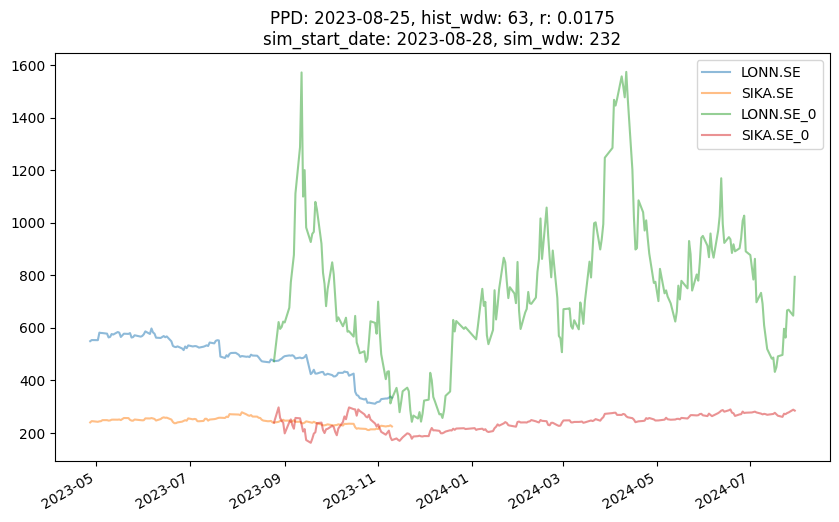 PPD: 2023-08-25, hist_wdw: 63, r: 0.0175
sim_start_date: 2023-08-28, sim_wdw: 232
LONN.SE
SIKA.SE
LONN.SE_0
SIKA.SE_0
1600
1400
1200
1000
800
600
400
200
2023-05
2023-07
2023-09
2023-11
2024-01
2024-03
2024-05
2024-07